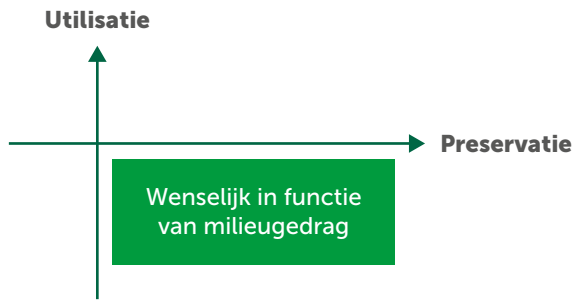 Utilisatie
Preservatie
Wenselijk in functie
van milieugedrag